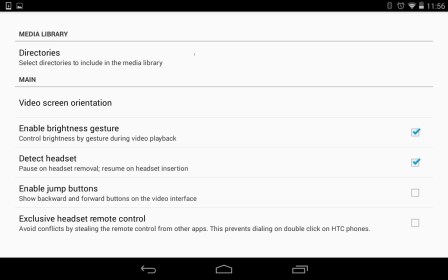 11:56
MEDIA LIBRARY
Directories
Select directories to include in the media library
MAIN
Video screen orientation
Enable brightness gesture
Control brightness by gesture during video playback
Detect headset
Pause on headset removal; resume on headset insertion
Enable jump buttons
Show backward and forward buttons on the video interface
Exclusive headset remote control
Avoid conflicts by stealing the remote control from other apps. This prevents dialing on double click on HTC phones.